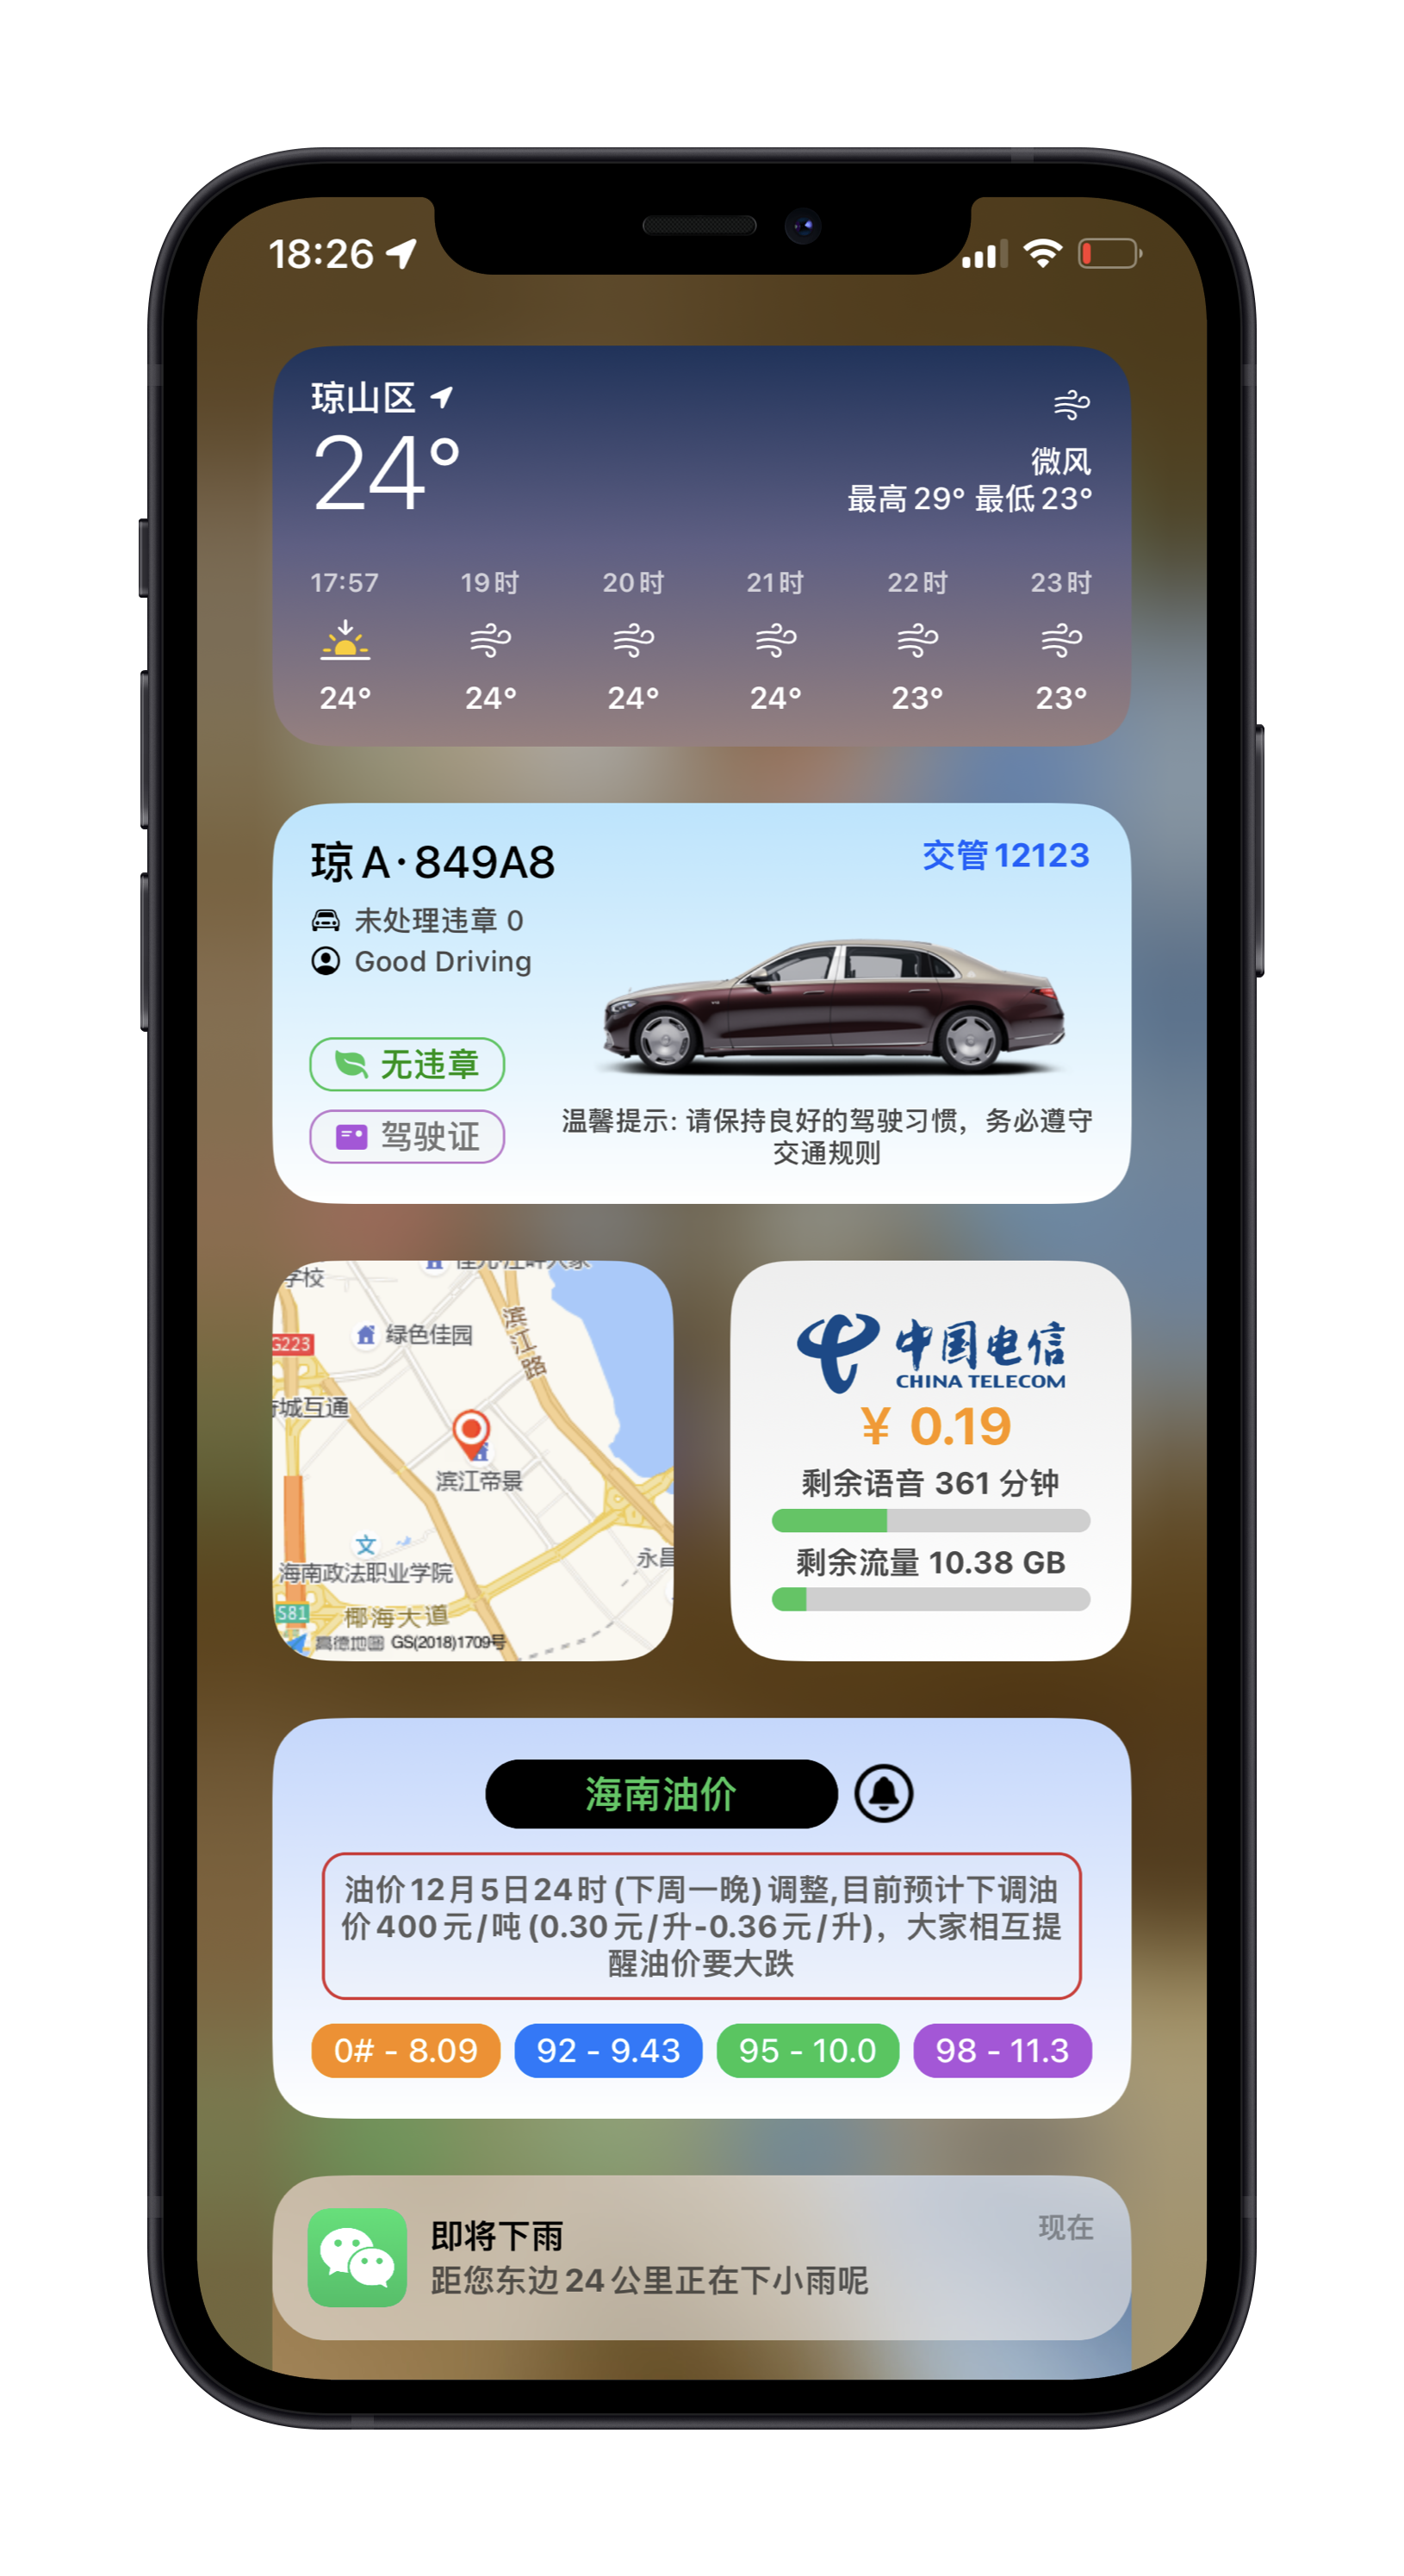 18:26
琼山区
24°
微风
最高29° 最低23°
17:57 19时 20时 21时 22时 23时
24° 24° 24° 24° 23° 23°
琼A·849A8
交管12123
未处理违章 0
Good Driving
无违章
驾驶证
温馨提示: 请保持良好的驾驶习惯，务必遵守
交通规则
学校
滨江路
G223
绿色佳园
城互通
滨江帝景
文
海南政法职业学院
永昌
S81
椰海大道
高德地图 GS(2018)1709号
中国电信
CHINA TELECOM
¥ 0.19
剩余语音 361 分钟
剩余流量 10.38 GB
海南油价
油价12月5日24时(下周一晚)调整,目前预计下调油
价400元/吨(0.30元/升-0.36元/升)，大家相互提
醒油价要大跌
0# - 8.09 92 - 9.43 95 - 10.0 98 - 11.3
即将下雨
现在
距您东边24公里正在下小雨呢